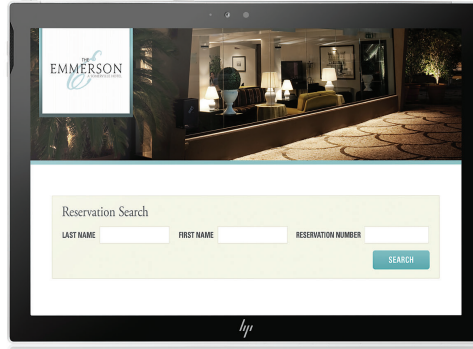 THE
EMMERSON
Reservation Search
LAST NAME FIRST NAME RESERVATION NUMBER
SEARCH
hp